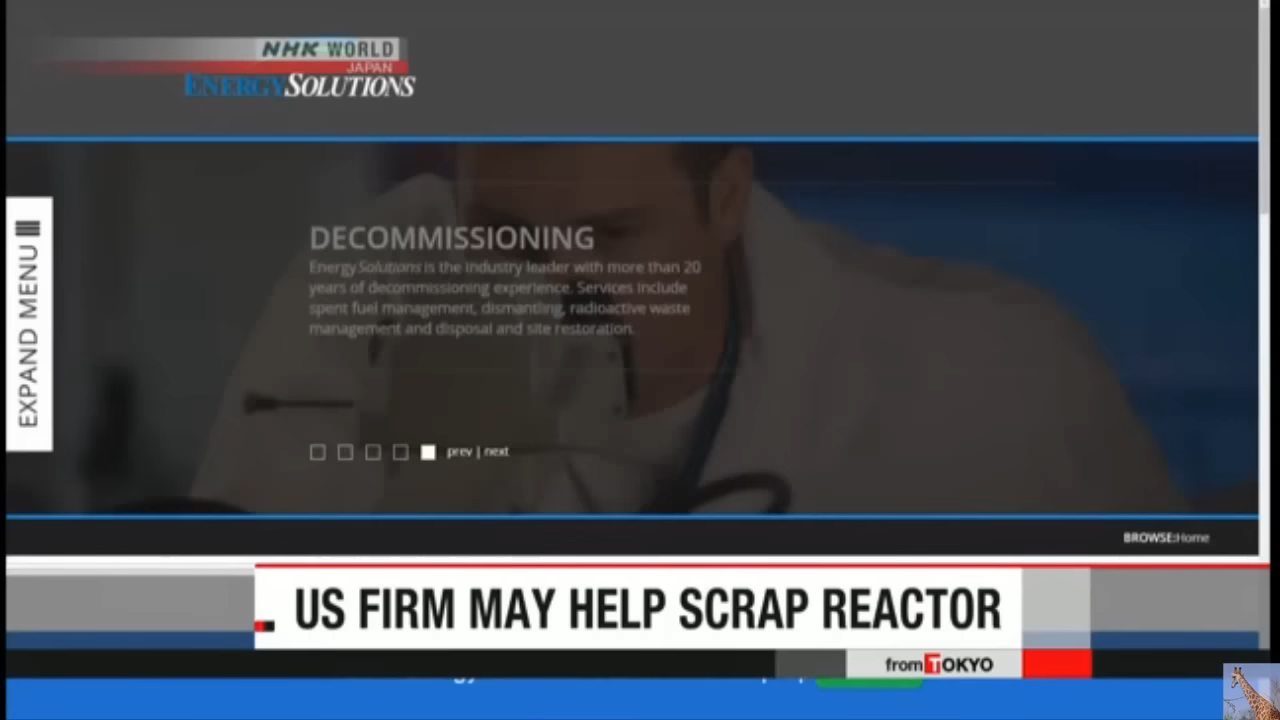 NHK WORLD
JAPAN
ENERGYSOLUTIONS
EXPAND MENU
DECOMMISSIONING
EnergySolutions is the industry leader with more than 20
years of decommissioning experience. Services include
spent fuel management, dismantling, radioactive waste
management and disposal and site restoration.
prev | next
BROWSE:Home
US FIRM MAY HELP SCRAP REACTOR
from TOKYO